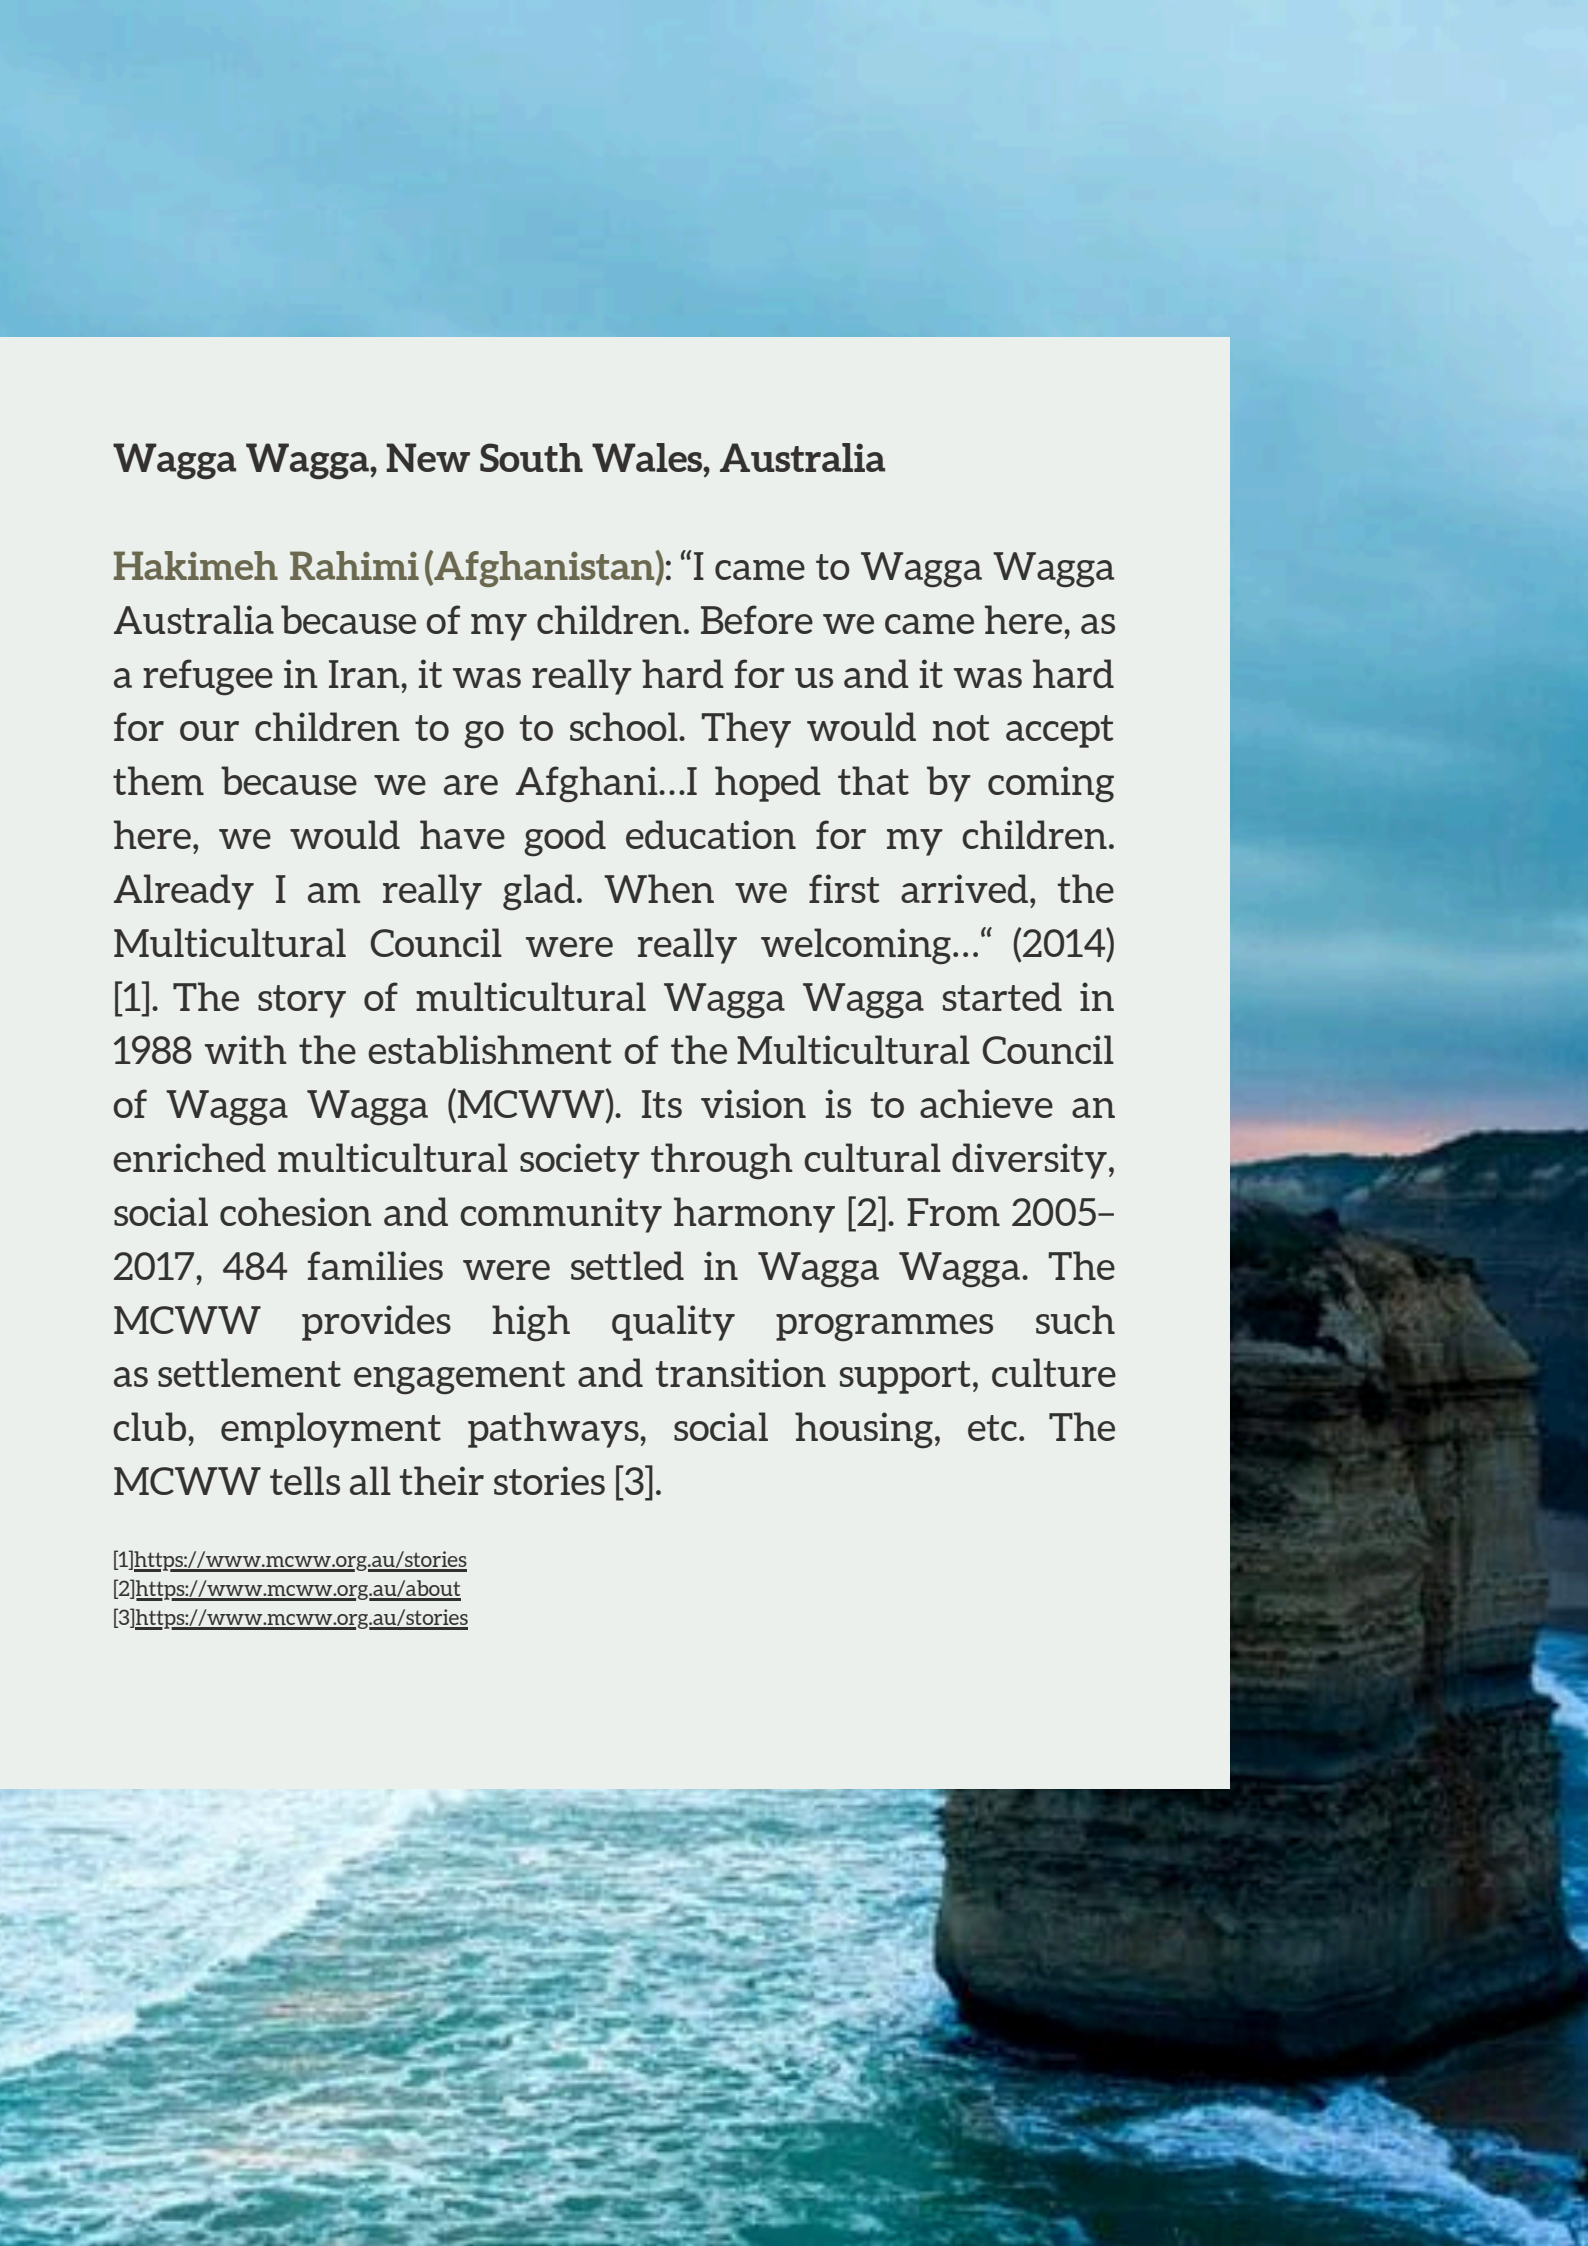 Wagga Wagga, New South Wales, Australia
Hakimeh Rahimi (Afghanistan): “I came to Wagga Wagga
Australia because of my children. Before we came here, as
a refugee in Iran, it was really hard for us and it was hard
for our children to go to school. They would not accept
them because we are Afghani...I hoped that by coming
here, we would have good education for my children.
Already I am really glad. When we first arrived, the
Multicultural Council were really welcoming...“ (2014)
[1]. The story of multicultural Wagga Wagga started in
1988 with the establishment of the Multicultural Council
of Wagga Wagga (MCWW). Its vision is to achieve an
enriched multicultural society through cultural diversity,
social cohesion and community harmony [2]. From 2005–
2017, 484 families were settled in Wagga Wagga. The
MCWW provides high quality programmes such
as settlement engagement and transition support, culture
club, employment pathways, social housing, etc. The
MCWW tells all their stories [3].
[1]https://www.mcww.org.au/stories
[2]https://www.mcww.org.au/about
[3]https://www.mcww.org.au/stories